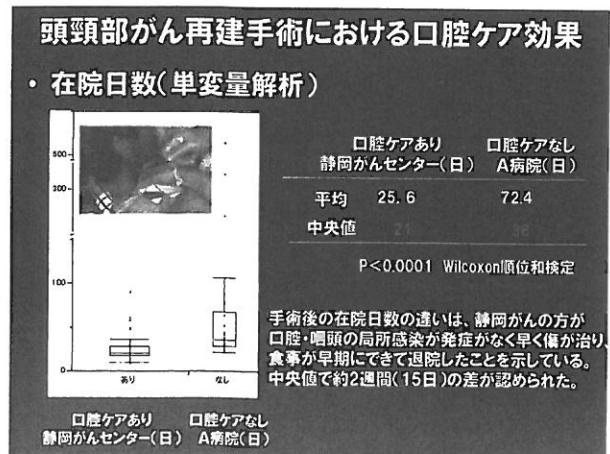 頭頸部がん再建手術における口腔ケア効果
・ 在院日数(単変量解析)
500
300
100
0
あり なし
口腔ケアあり 口腔ケアなし
静岡がんセンター(日) A病院(日)
口腔ケアあり 口腔ケアなし
静岡がんセンター(日) A病院(日)
平均 25.6 72.4
中央値 21 36
P<0.0001 Wilcoxon順位和検定
手術後の在院日数の違いは、静岡がんの方が
口腔・咽頭の局所感染が発症がなく早く傷が治り、
食事が早期にできて退院したことを示している。
中央値で約2週間(15日)の差が認められた。